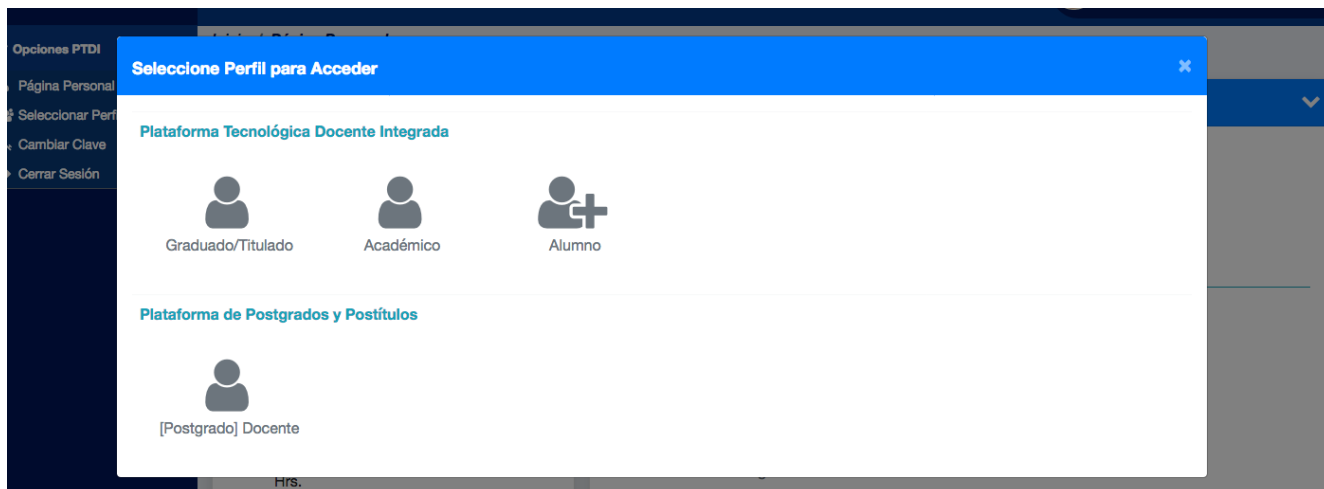 Opciones PTDI
Página Personal
Seleccionar Perf
Cambiar Clave
Cerrar Sesión
Seleccione Perfil para Acceder
Plataforma Tecnológica Docente Integrada
Graduado/Titulado
Académico
Alumno
Plataforma de Postgrados y Postítulos
[Postgrado] Docente
Hrs.